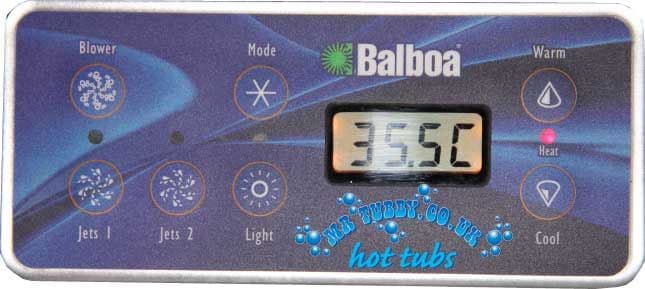 Blower
Mode
Balboa
Warm
35.5C
Heat
Jets 1
Jets 2
Light
MR TUBBY.CO.UK
hot tubs
Cool